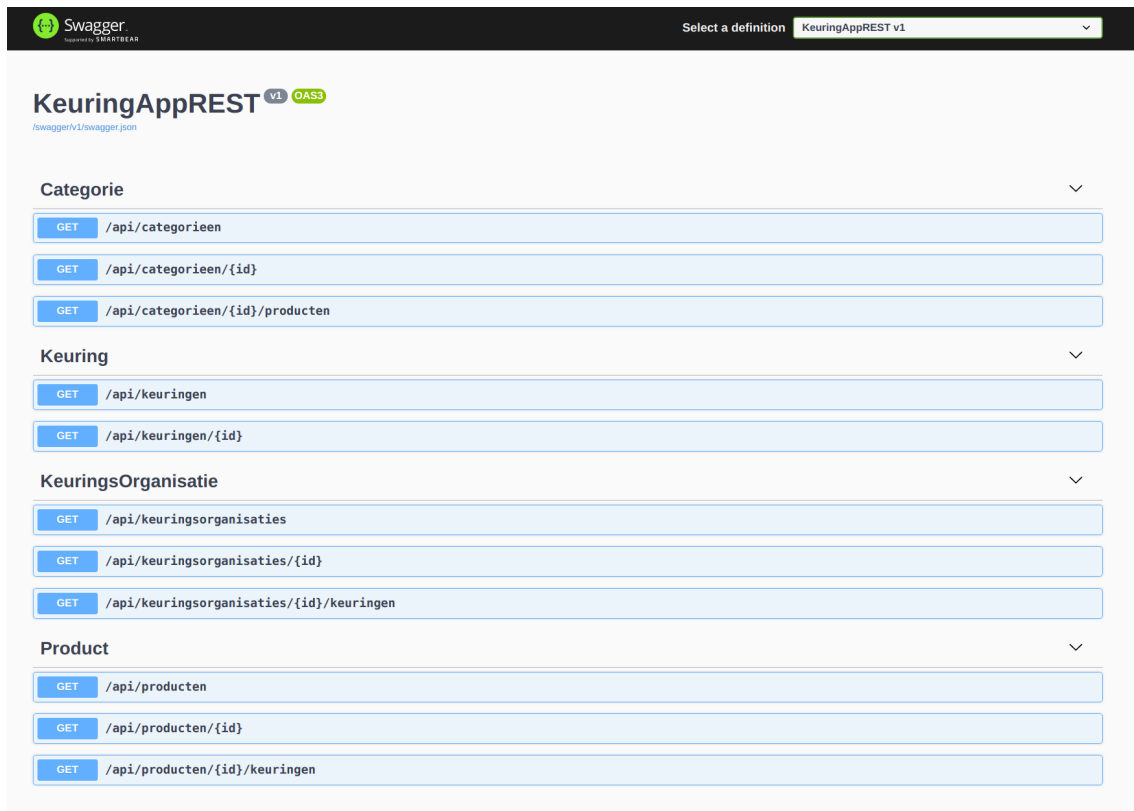 {··} Swagger.
Supported by SMARTBEAR
Select a definition
KeuringAppREST v1
KeuringAppREST v1 OAS3
/swagger/v1/swagger.json
Categorie
GET /api/categorieen
GET /api/categorieen/{id}
GET /api/categorieen/{id}/producten
Keuring
GET /api/keuringen
GET /api/keuringen/{id}
KeuringsOrganisatie
GET /api/keuringsorganisaties
GET /api/keuringsorganisaties/{id}
GET /api/keuringsorganisaties/{id}/keuringen
Product
GET /api/producten
GET /api/producten/{id}
GET /api/producten/{id}/keuringen